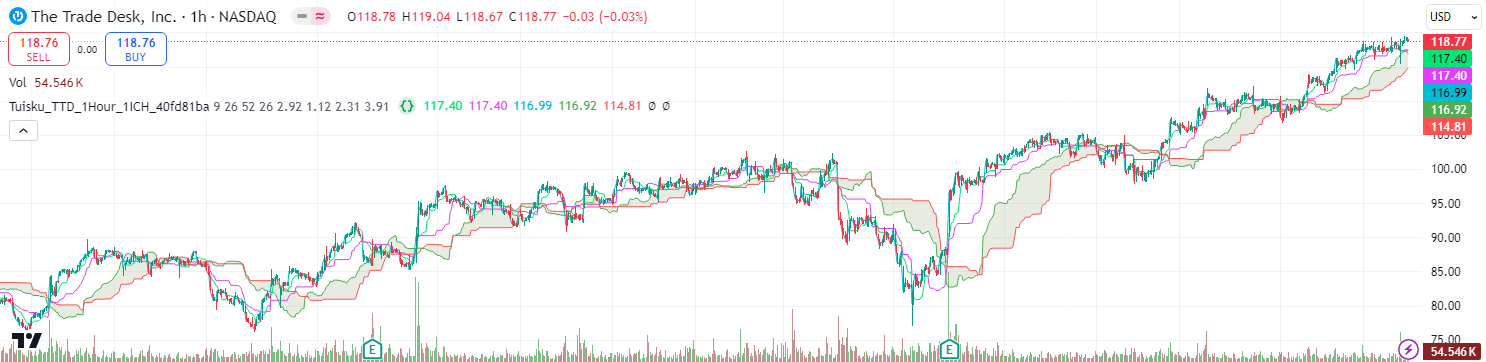 The Trade Desk, Inc. · 1h · NASDAQ O118.78 H119.04 L118.67 C118.77 −0.03 (−0.03%)
USD
118.76 SELL 0.00 118.76 BUY
Vol 54.546 K
Tuisku_TTD_1Hour_1ICH_40fd81ba 9 26 52 26 2.92 1.12 2.31 3.91 117.40 117.40 116.99 116.92 114.81 Ø Ø
118.77
117.40
117.40
116.99
116.92
114.81
105.00
100.00
95.00
90.00
85.00
80.00
75.00
54.546 K
E E